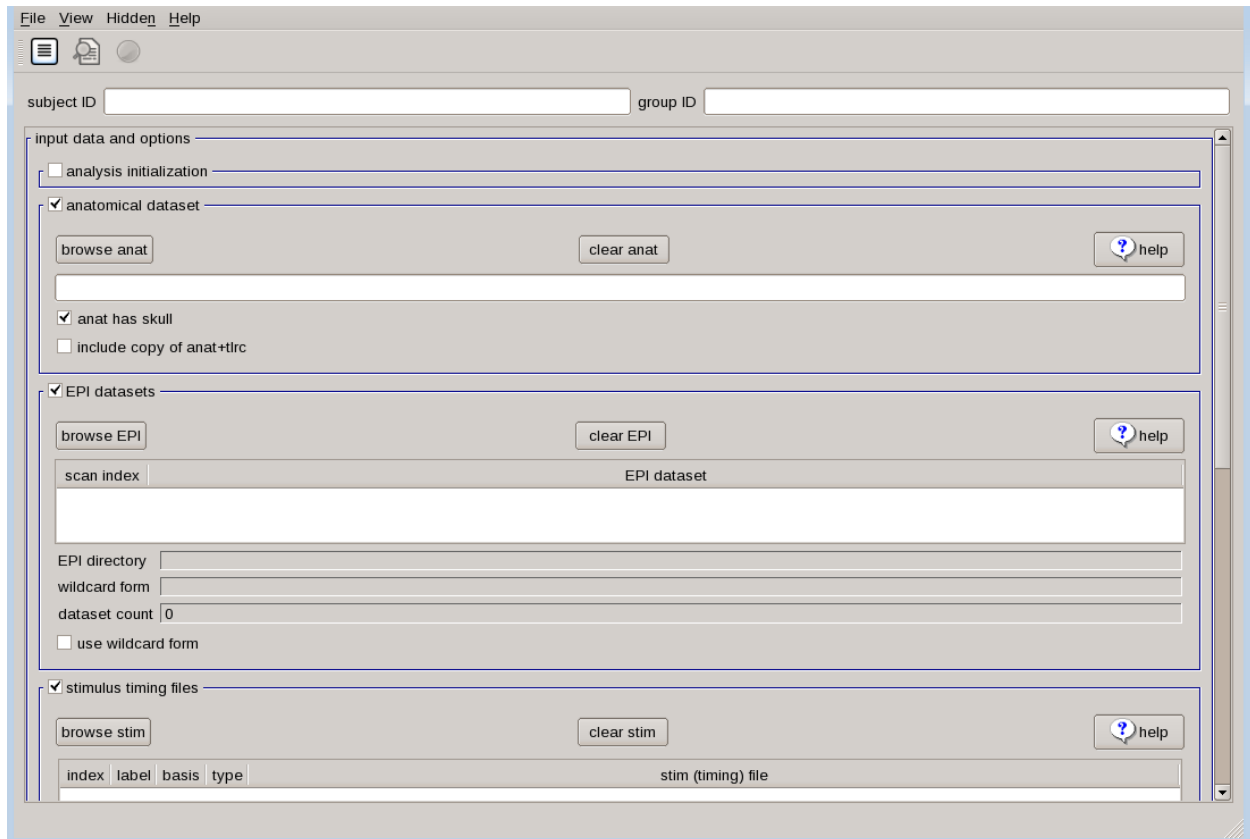 File View Hidden Help
subject ID group ID
input data and options
analysis initialization
anatomical dataset
browse anat clear anat ? help
anat has skull
include copy of anat+tlrc
EPI datasets
browse EPI clear EPI ? help
scan index EPI dataset
EPI directory
wildcard form
dataset count 0
use wildcard form
stimulus timing files
browse stim clear stim ? help
index label basis type stim (timing) file